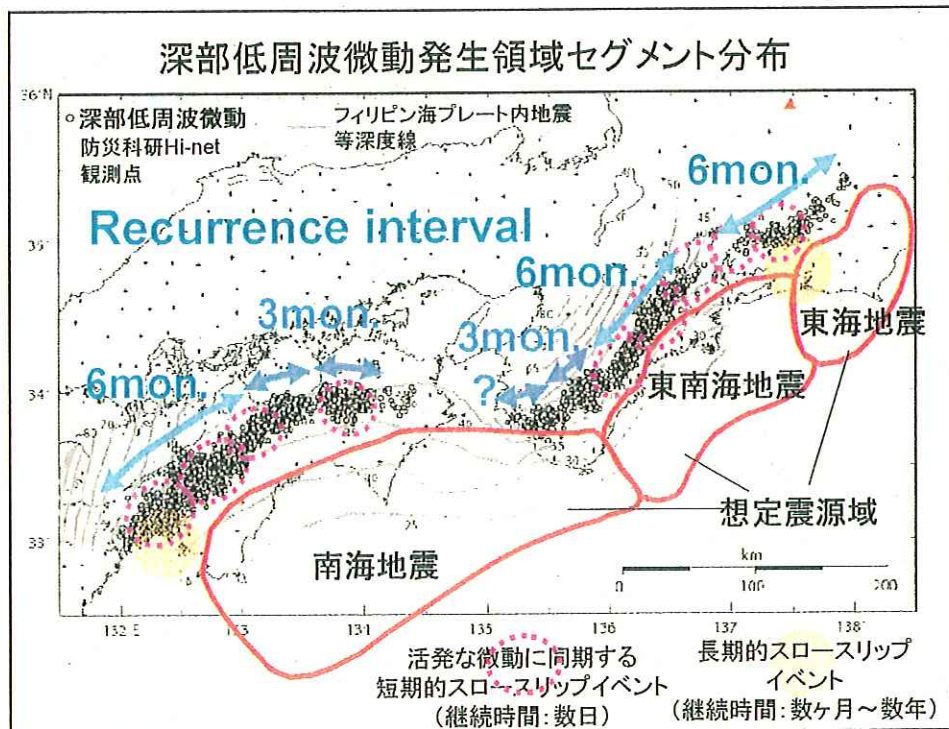 深部低周波微動発生領域セグメント分布
36°N
深部低周波微動
防災科研Hi-net
観測点
フィリピン海プレート内地震
等深度線
6mon.
Recurrence interval
35°
6mon.
3mon.
3mon.
東海地震
6mon.
34°
?
東南海地震
想定震源域
33°
南海地震
km
0 100 200
132°E 133 134 135 136 137 138°
活発な微動に同期する
短期的スロースリップイベント
(継続時間：数日)
長期的スロースリップ
イベント
(継続時間：数ヶ月～数年)